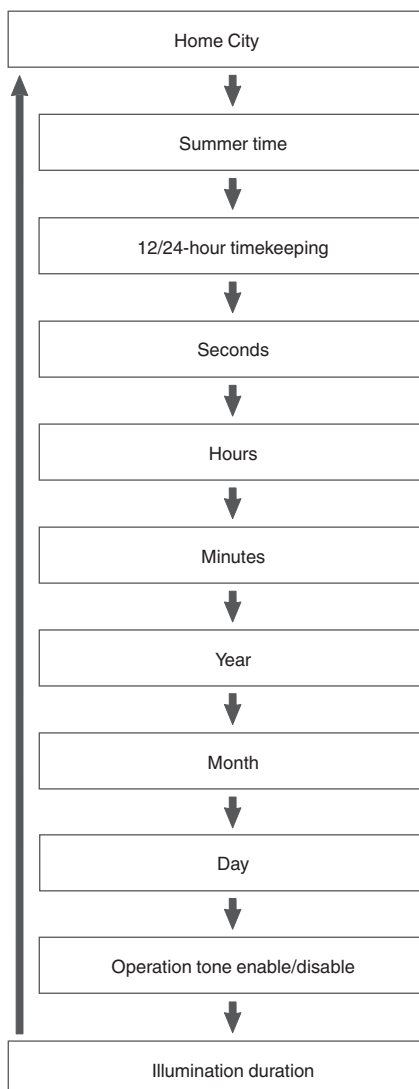 Home City
Summer time
12/24-hour timekeeping
Seconds
Hours
Minutes
Year
Month
Day
Operation tone enable/disable
Illumination duration